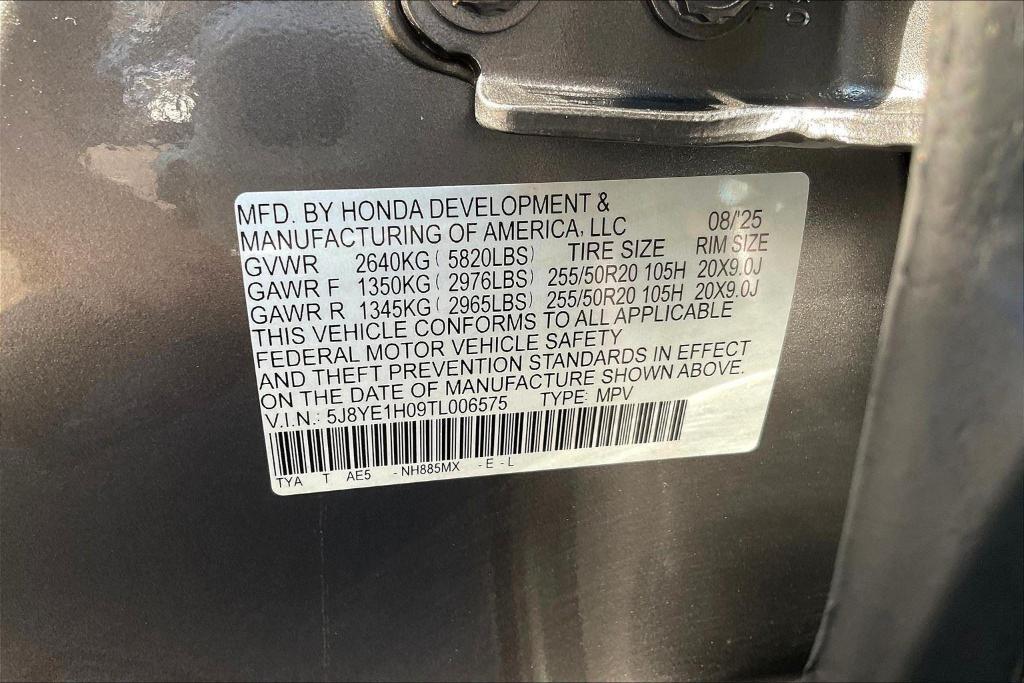 MFD. BY HONDA DEVELOPMENT &
MANUFACTURING OF AMERICA, LLC 08/'25
GVWR 2640KG ( 5820LBS) TIRE SIZE RIM SIZE
GAWR F 1350KG ( 2976LBS) 255/50R20 105H 20X9.0J
GAWR R 1345KG ( 2965LBS) 255/50R20 105H 20X9.0J
THIS VEHICLE CONFORMS TO ALL APPLICABLE
FEDERAL MOTOR VEHICLE SAFETY
AND THEFT PREVENTION STANDARDS IN EFFECT
ON THE DATE OF MANUFACTURE SHOWN ABOVE.
V.I.N.: 5J8YE1H09TL006575 TYPE: MPV
TYA T AE5 -NH885MX -E-L